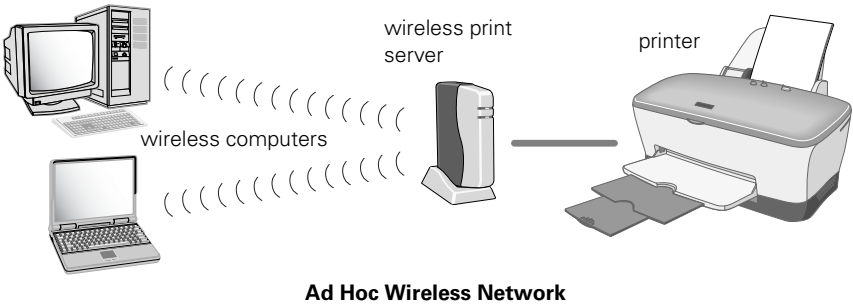 wireless print
server
printer
wireless computers
Ad Hoc Wireless Network